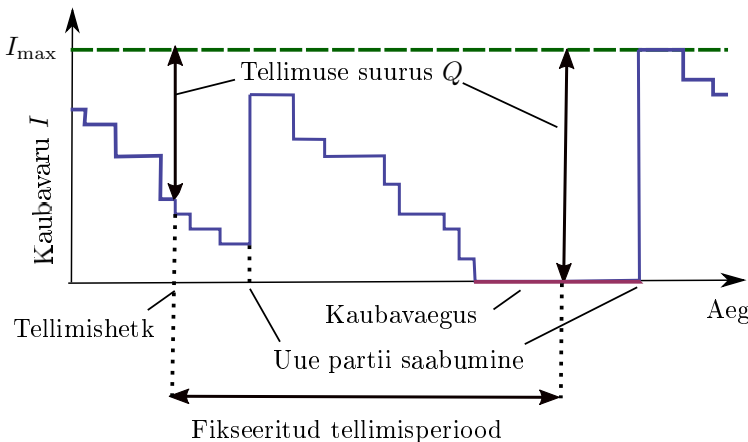 I_max
Tellimuse suurus Q
Kaubavaru I
Tellimishetk
Kaubavaegus
Aeg
Uue partii saabumine
Fikseeritud tellimisperiood